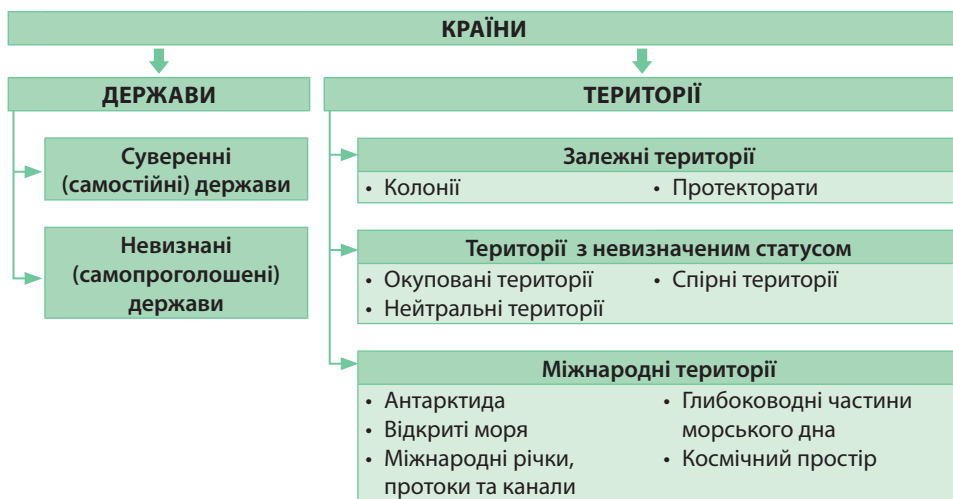 КРАЇНИ
ДЕРЖАВИ
Суверенні
(самостійні) держави
Невизнані
(самопроголошені)
держави
ТЕРИТОРІЇ
Залежні території
• Колонії
• Протекторати
Території з невизначеним статусом
• Окуповані території
• Нейтральні території
• Спірні території
Міжнародні території
• Антарктида
• Відкриті моря
• Міжнародні річки,
протоки та канали
• Глибоководні частини
морського дна
• Космічний простір